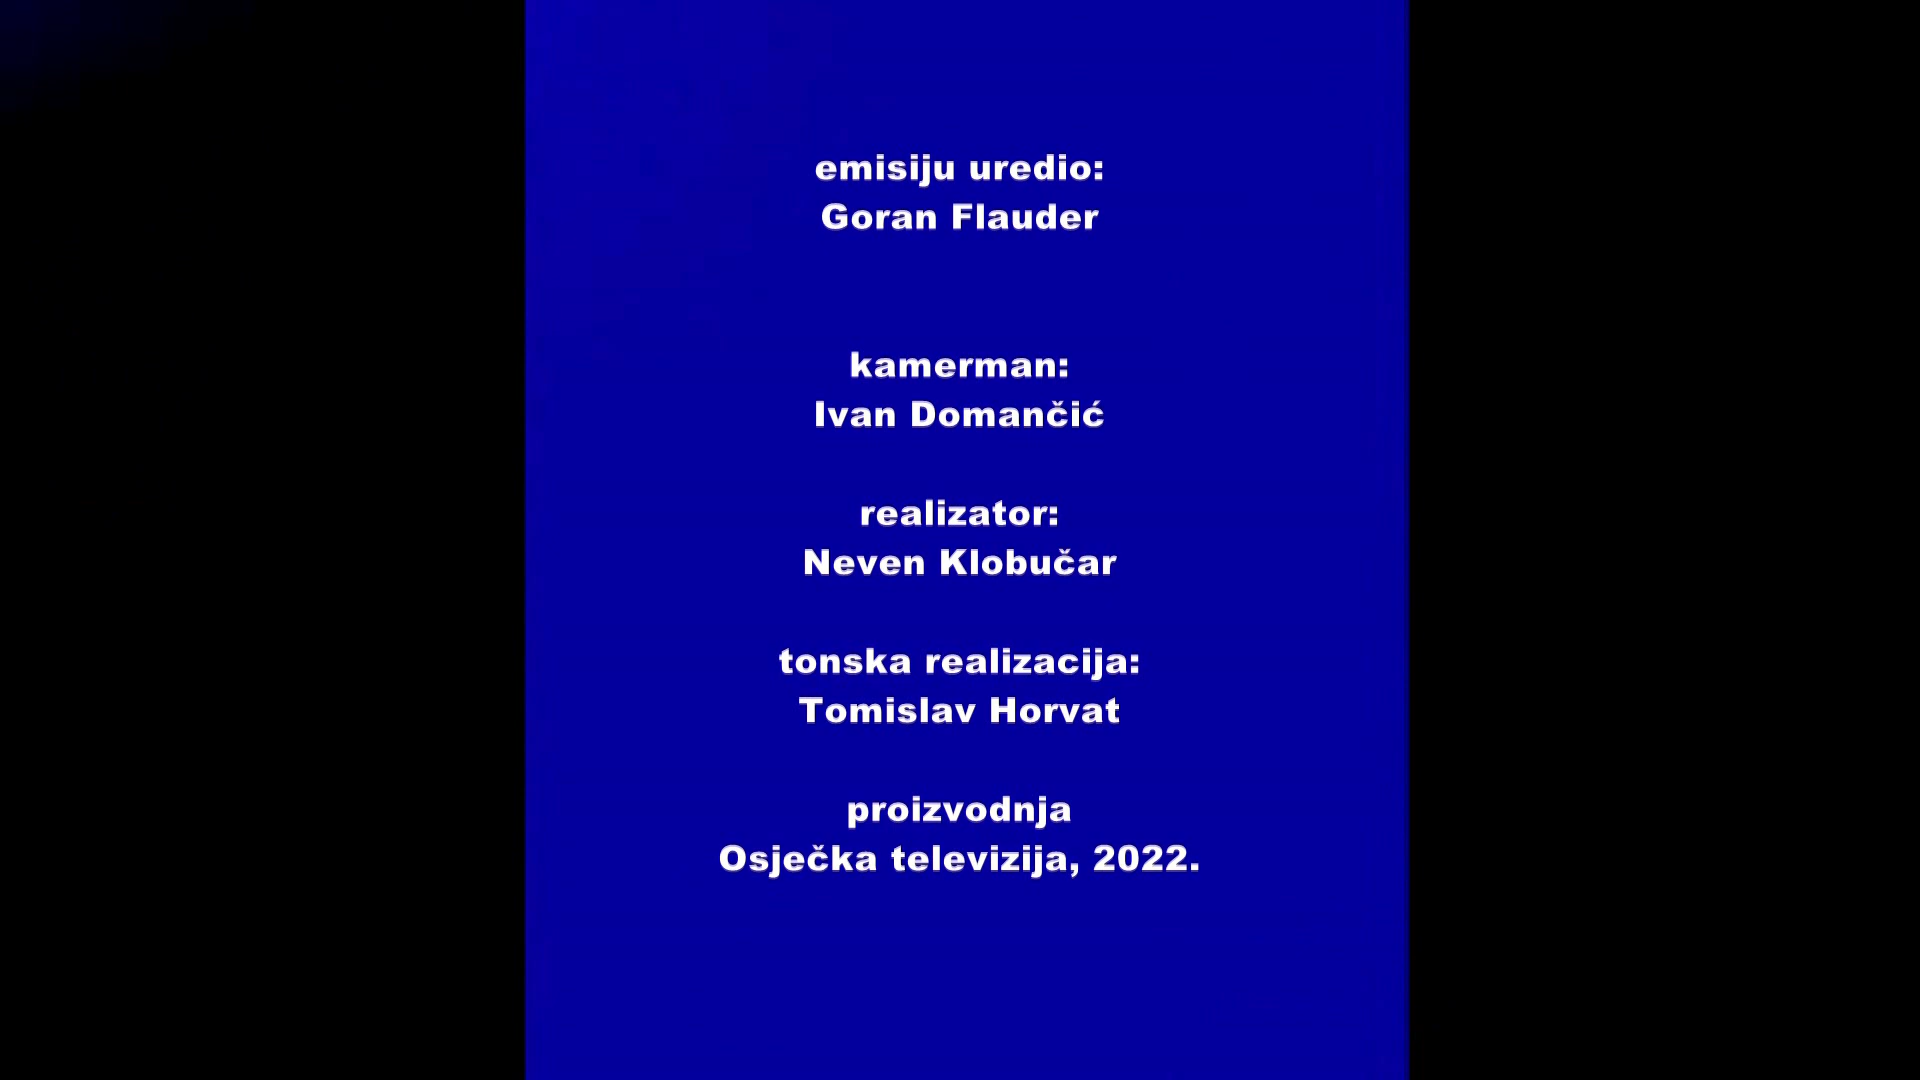 emisiju uredio:
Goran Flauder
kamerman:
Ivan Domančić
realizator:
Neven Klobučar
tonska realizacija:
Tomislav Horvat
proizvodnja
Osječka televizija, 2022.